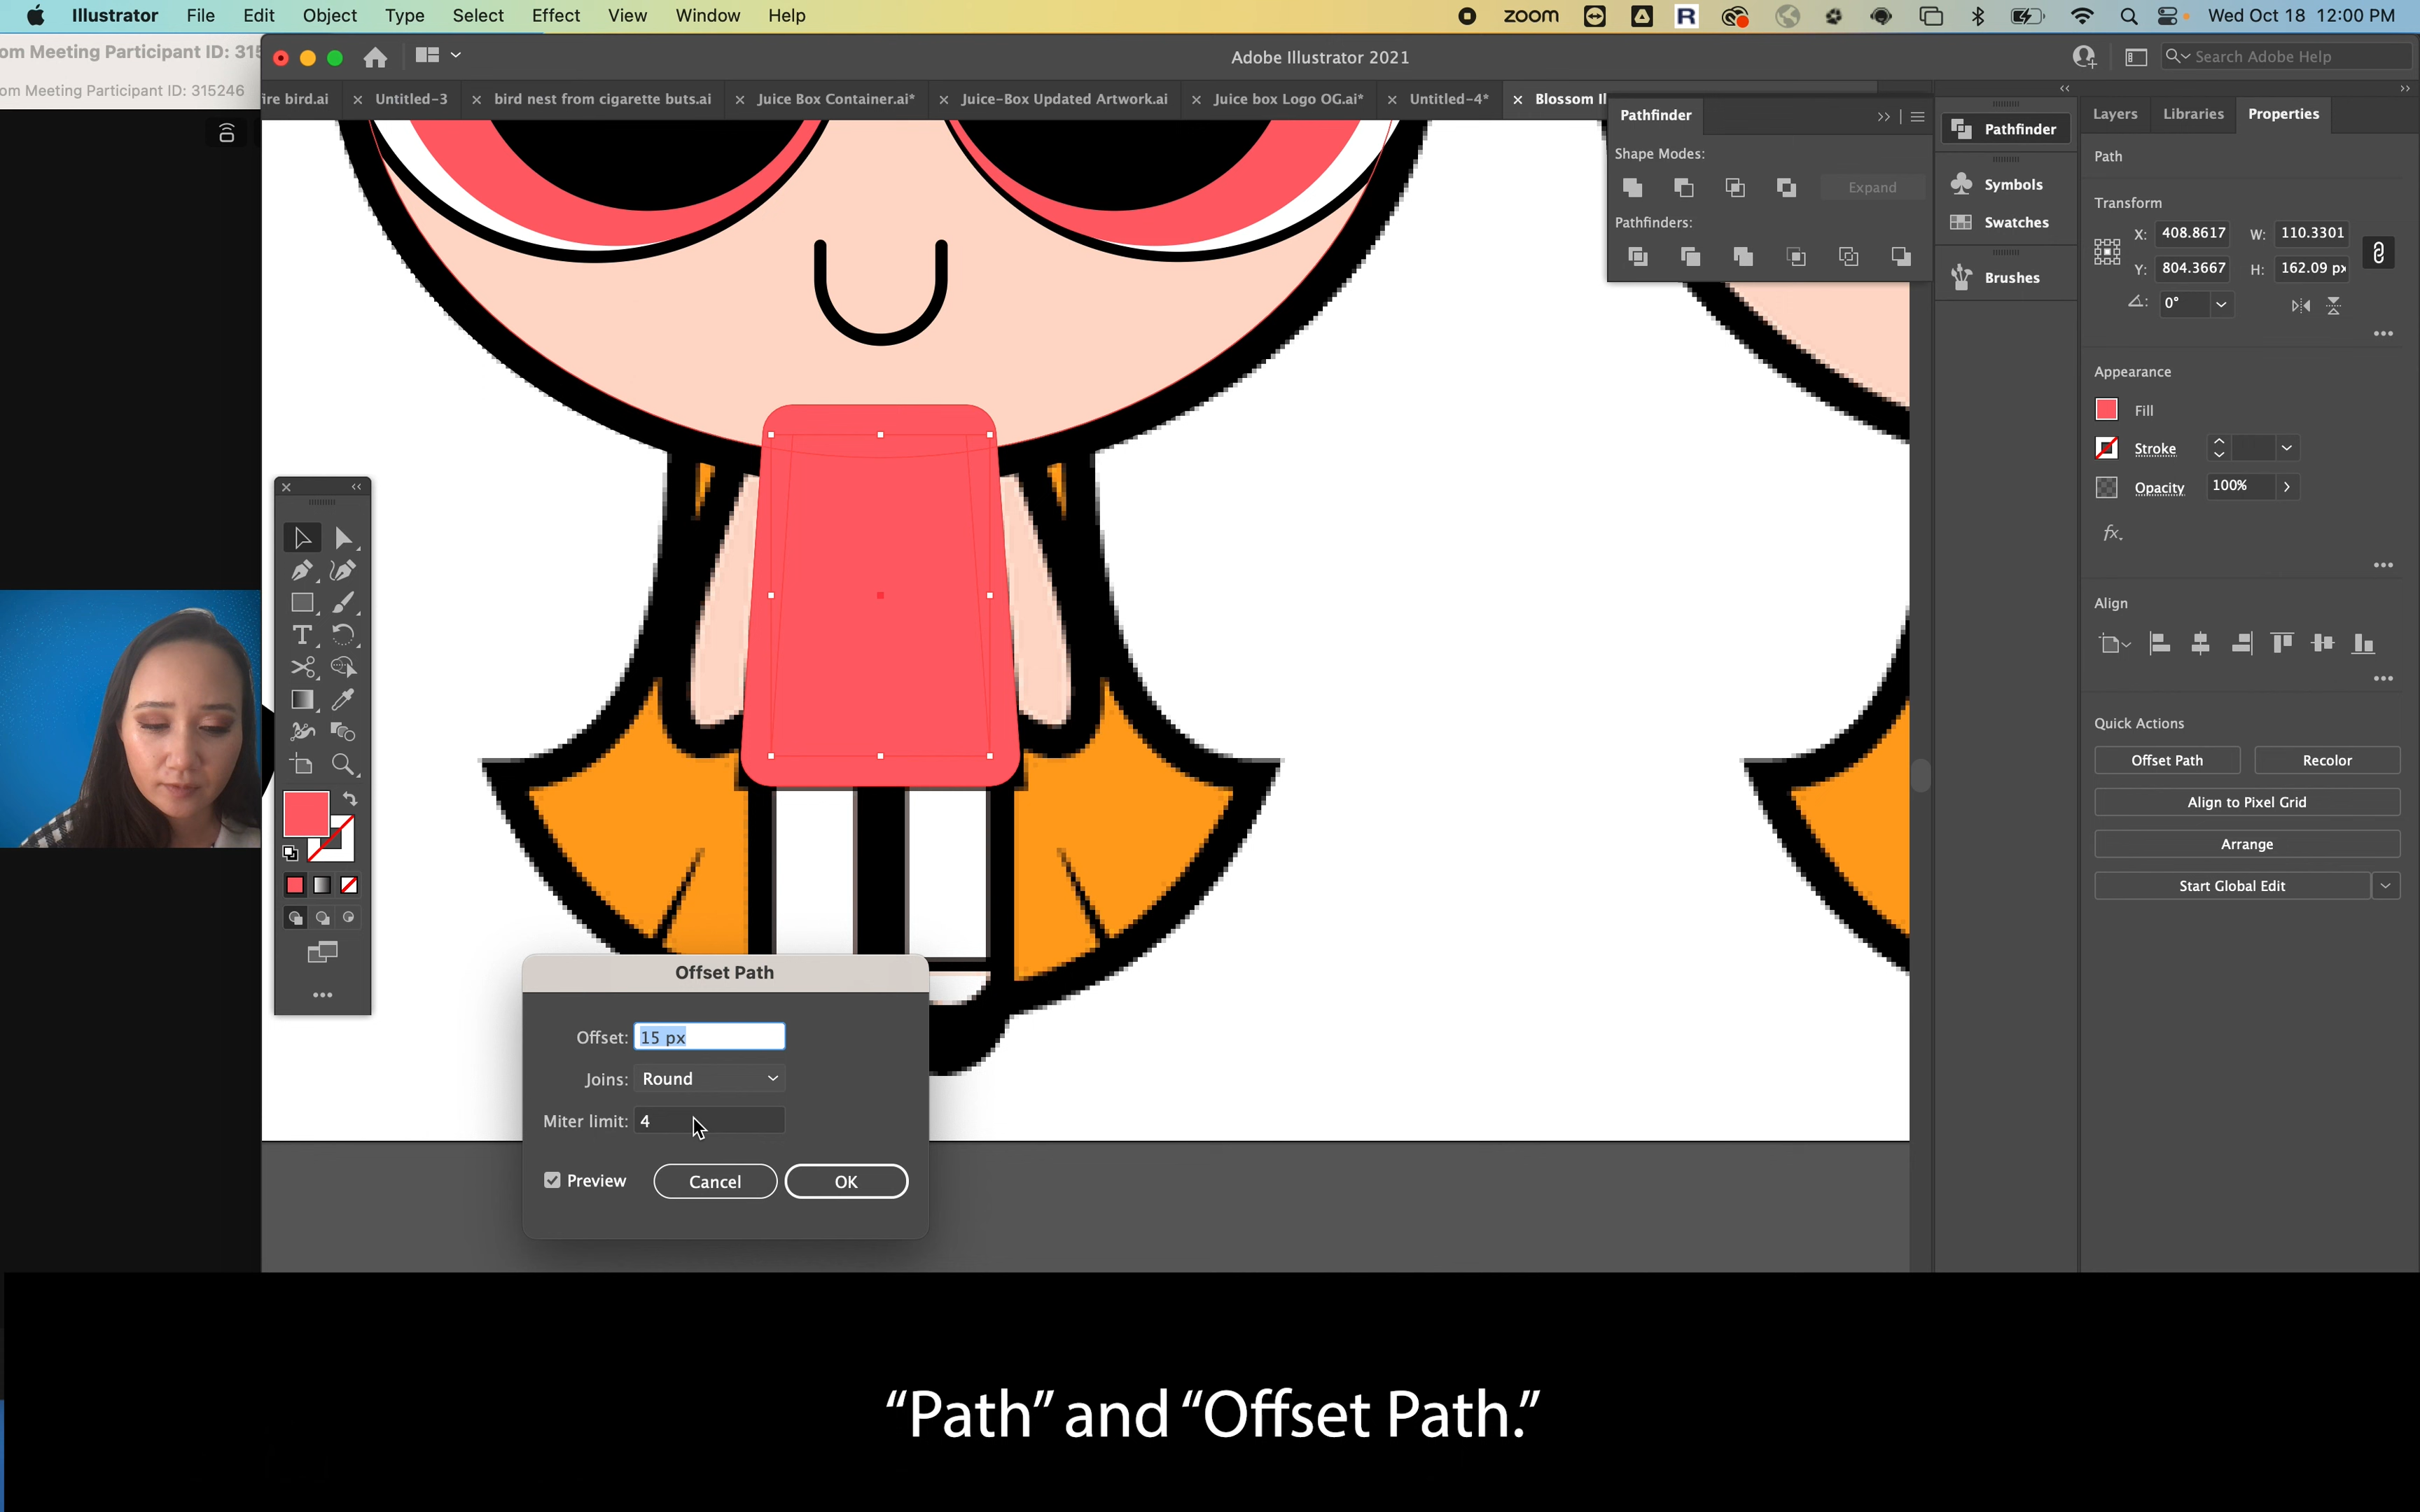 Illustrator File Edit Object Type Select Effect View Window Help
zoom R Wed Oct 18 12:00 PM
om Meeting Participant ID: 315
om Meeting Participant ID: 315246
Adobe Illustrator 2021
Search Adobe Help
ire bird.ai × Untitled-3 × bird nest from cigarette buts.ai × Juice Box Container.ai* × Juice-Box Updated Artwork.ai × Juice box Logo OG.ai* × Untitled-4* × Blossom Il
Pathfinder
Shape Modes:
Expand
Pathfinders:
Pathfinder
Symbols
Swatches
Brushes
Layers Libraries Properties
Path
Transform
X: 408.8617 W: 110.3301
Y: 804.3667 H: 162.09 px
0°
Appearance
Fill
Stroke
Opacity 100%
fx.
Align
Quick Actions
Offset Path Recolor
Align to Pixel Grid
Arrange
Start Global Edit
Offset Path
Offset: 15 px
Joins: Round
Miter limit: 4
Preview Cancel OK
“Path” and “Offset Path.”